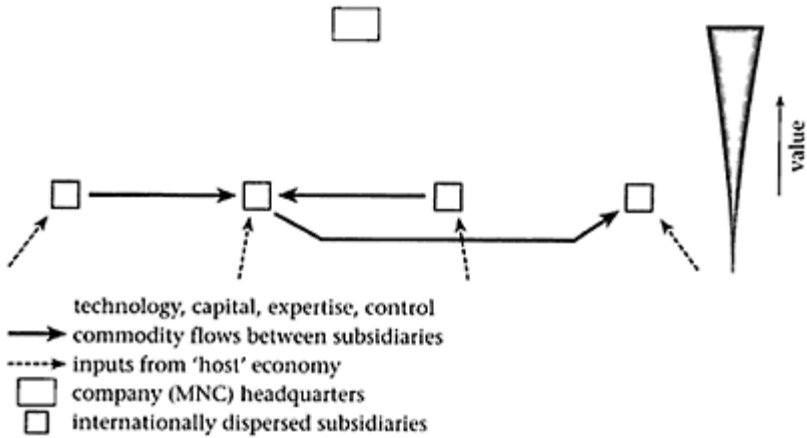 value
technology, capital, expertise, control
commodity flows between subsidiaries
inputs from 'host' economy
company (MNC) headquarters
internationally dispersed subsidiaries